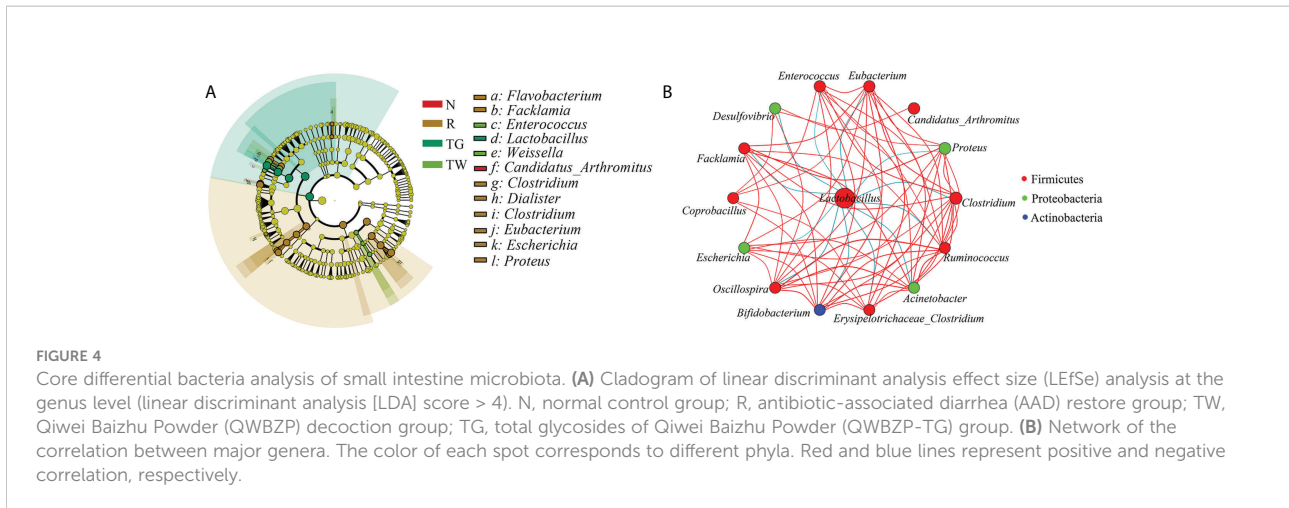 A
N
R
TG
TW
a: Flavobacterium
b: Facklamia
c: Enterococcus
d: Lactobacillus
e: Weissella
f: Candidatus_Arthromitus
g: Clostridium
h: Dialister
i: Clostridium
j: Eubacterium
k: Escherichia
l: Proteus
B
Enterococcus
Eubacterium
Desulfovibrio
Candidatus_Arthromitus
Proteus
Facklamia
Lactobacillus
Clostridium
Coprobacillus
Escherichia
Ruminococcus
Oscillospira
Acinetobacter
Bifidobacterium
Erysipelotrichaceae_Clostridium
Firmicutes
Proteobacteria
Actinobacteria
FIGURE 4
Core differential bacteria analysis of small intestine microbiota. (A) Cladogram of linear discriminant analysis effect size (LEfSe) analysis at the
genus level (linear discriminant analysis [LDA] score > 4). N, normal control group; R, antibiotic-associated diarrhea (AAD) restore group; TW,
Qiwei Baizhu Powder (QWBZP) decoction group; TG, total glycosides of Qiwei Baizhu Powder (QWBZP-TG) group. (B) Network of the
correlation between major genera. The color of each spot corresponds to different phyla. Red and blue lines represent positive and negative
correlation, respectively.